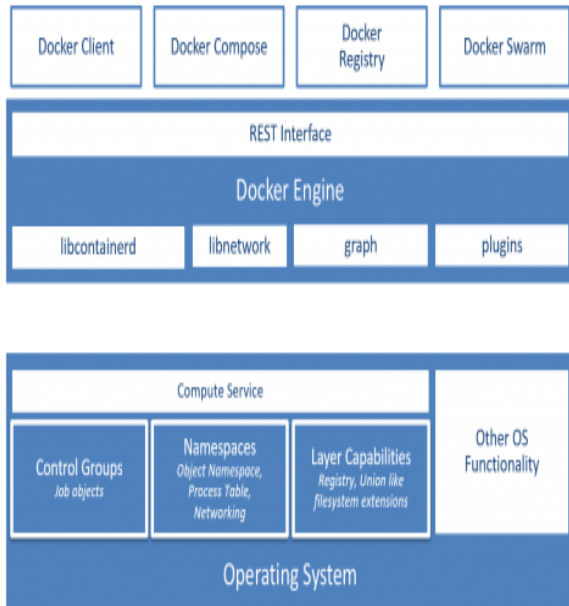 Docker Client
Docker Compose
Docker
Registry
Docker Swarm
REST Interface
Docker Engine
libcontainerd
libnetwork
graph
plugins
Compute Service
Control Groups
Job objects
Namespaces
Object Namespace,
Process Table,
Networking
Layer Capabilities
Registry, Union like
filesystem extensions
Other OS
Functionality
Operating System